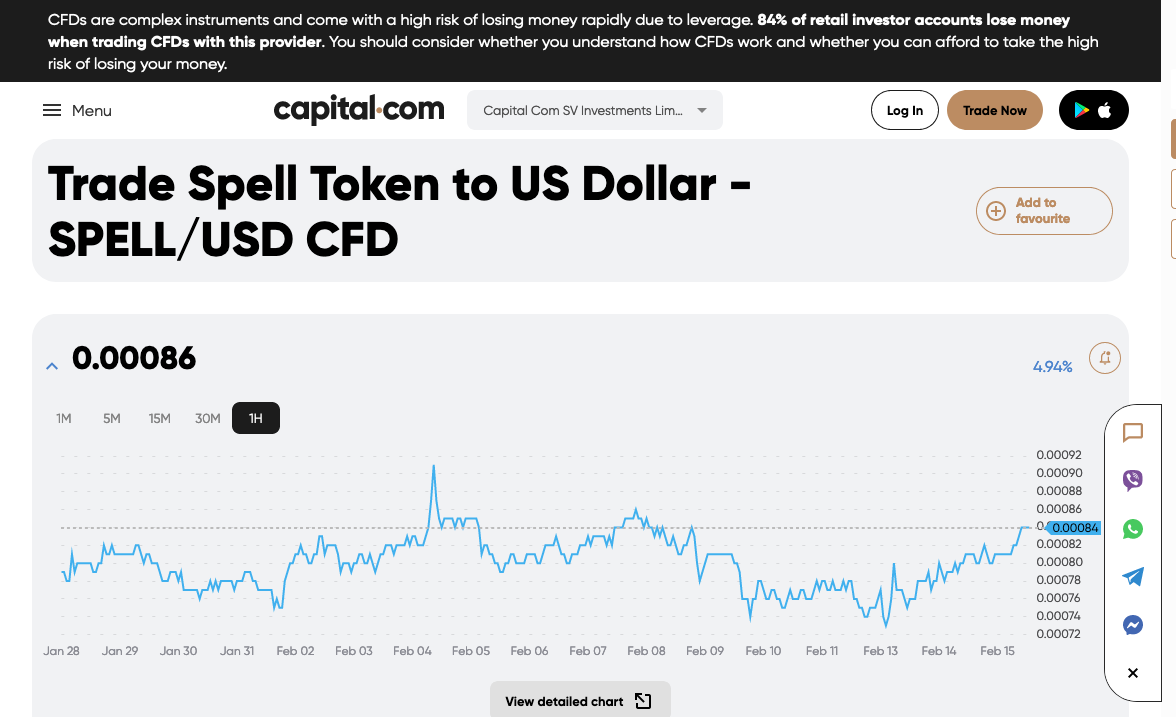 CFDs are complex instruments and come with a high risk of losing money rapidly due to leverage. 84% of retail investor accounts lose money
when trading CFDs with this provider. You should consider whether you understand how CFDs work and whether you can afford to take the high
risk of losing your money.
Menu
capital.com
Capital Com SV Investments Lim...
Log In
Trade Now
Trade Spell Token to US Dollar -
SPELL/USD CFD
Add to
favourite
0.00086
4.94%
1M 5M 15M 30M 1H
0.00092
0.00090
0.00088
0.00086
0.00084
0.00082
0.00080
0.00078
0.00076
0.00074
0.00072
Jan 28 Jan 29 Jan 30 Jan 31 Feb 02 Feb 03 Feb 04 Feb 05 Feb 06 Feb 07 Feb 08 Feb 09 Feb 10 Feb 11 Feb 13 Feb 14 Feb 15
View detailed chart